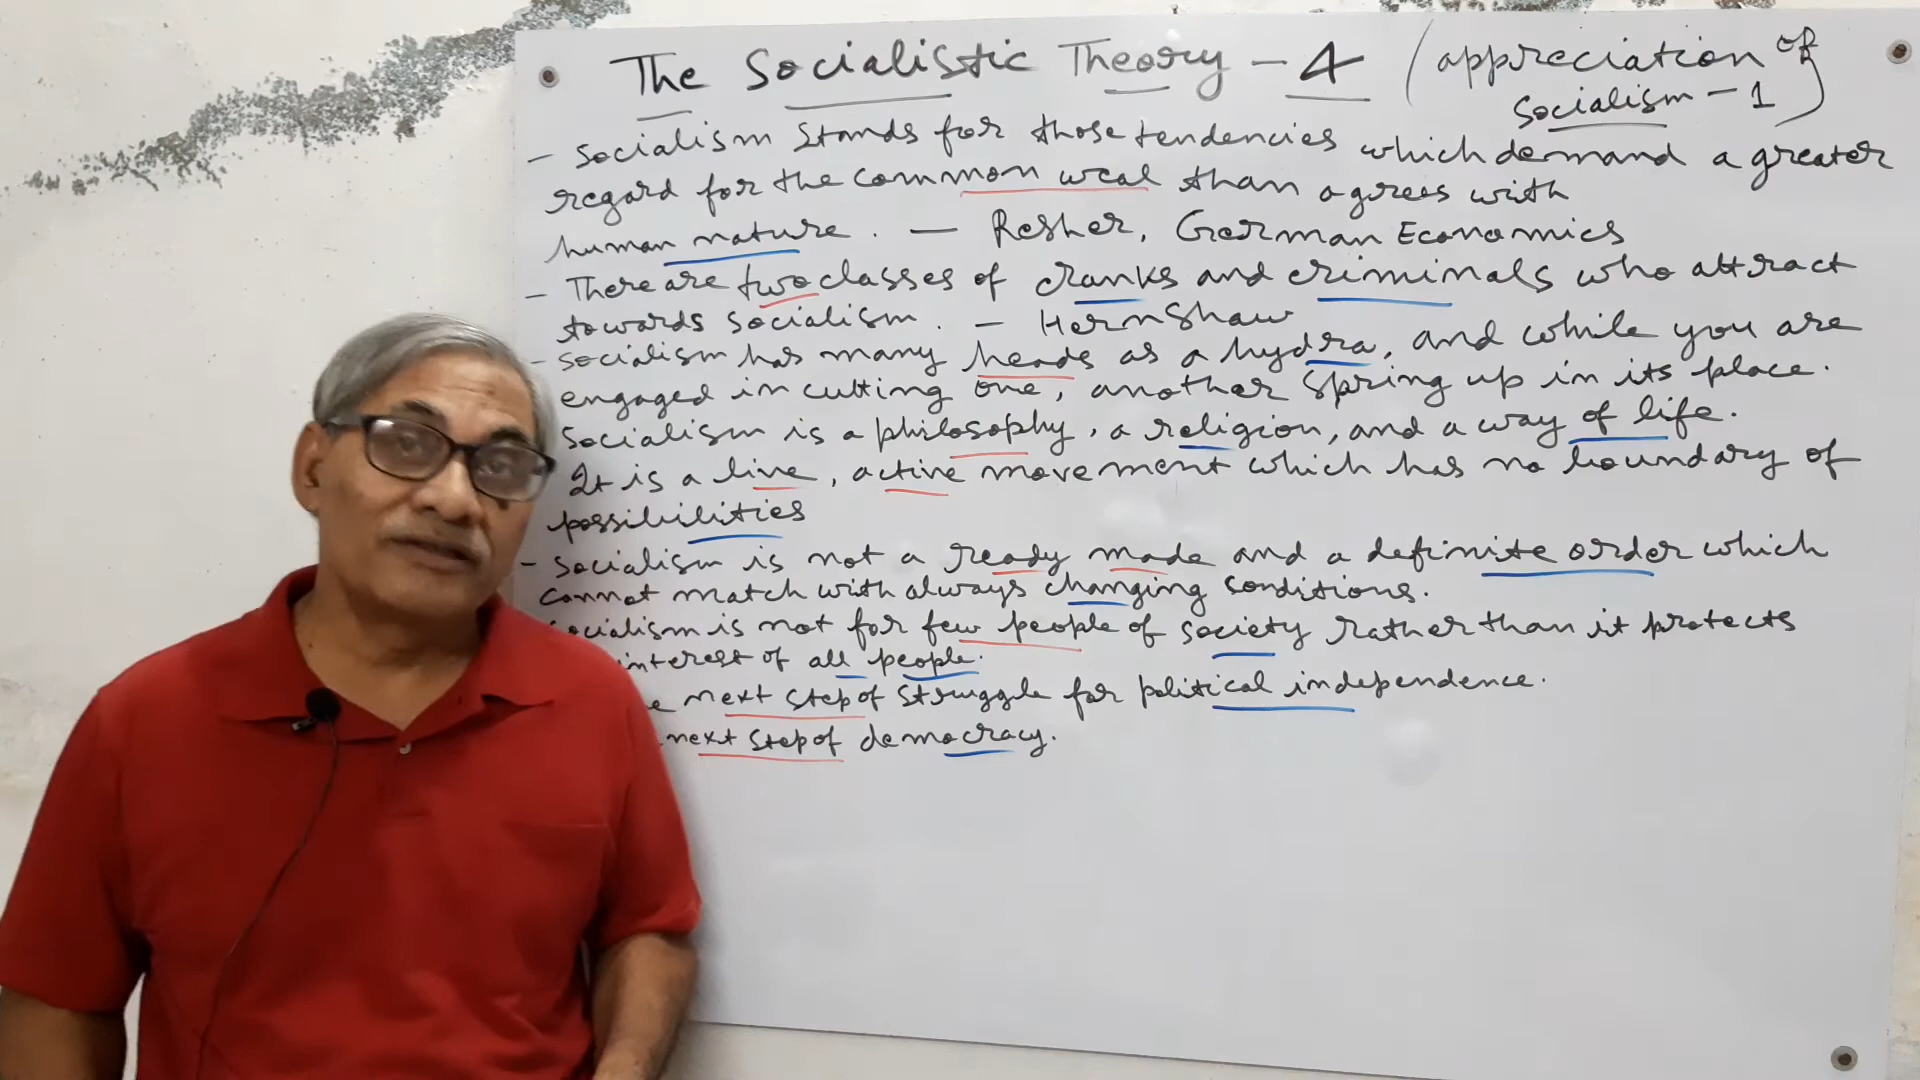 The Socialistic Theory - 4 (appreciation of
Socialism - 1)
- Socialism stands for those tendencies which demand a greater
regard for the common weal than agrees with
human nature. — Resher, German Economics
- There are two classes of cranks and criminals who attract
towards socialism. - Hernshaw
- Socialism has many heads as a hydra, and while you are
engaged in cutting one, another spring up in its place.
Socialism is a philosophy, a religion, and a way of life.
It is a live, active movement which has no boundary of
possibilities
- Socialism is not a ready made and a definite order which
cannot match with always changing conditions.
Socialism is not for few people of society rather than it protects
interest of all people.
next step of struggle for political independence.
next step of democracy.